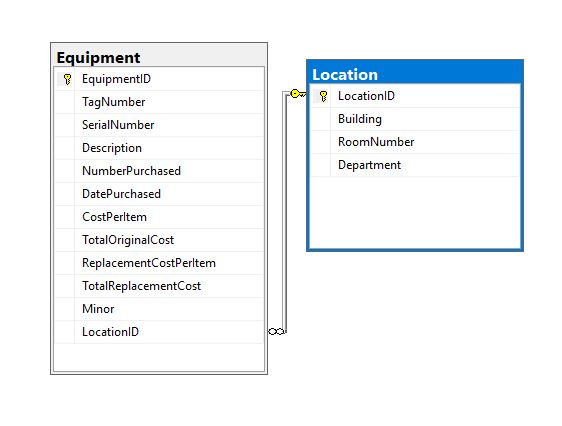 Equipment
EquipmentID
TagNumber
SerialNumber
Description
NumberPurchased
DatePurchased
CostPerItem
TotalOriginalCost
ReplacementCostPerItem
TotalReplacementCost
Minor
LocationID
Location
LocationID
Building
RoomNumber
Department